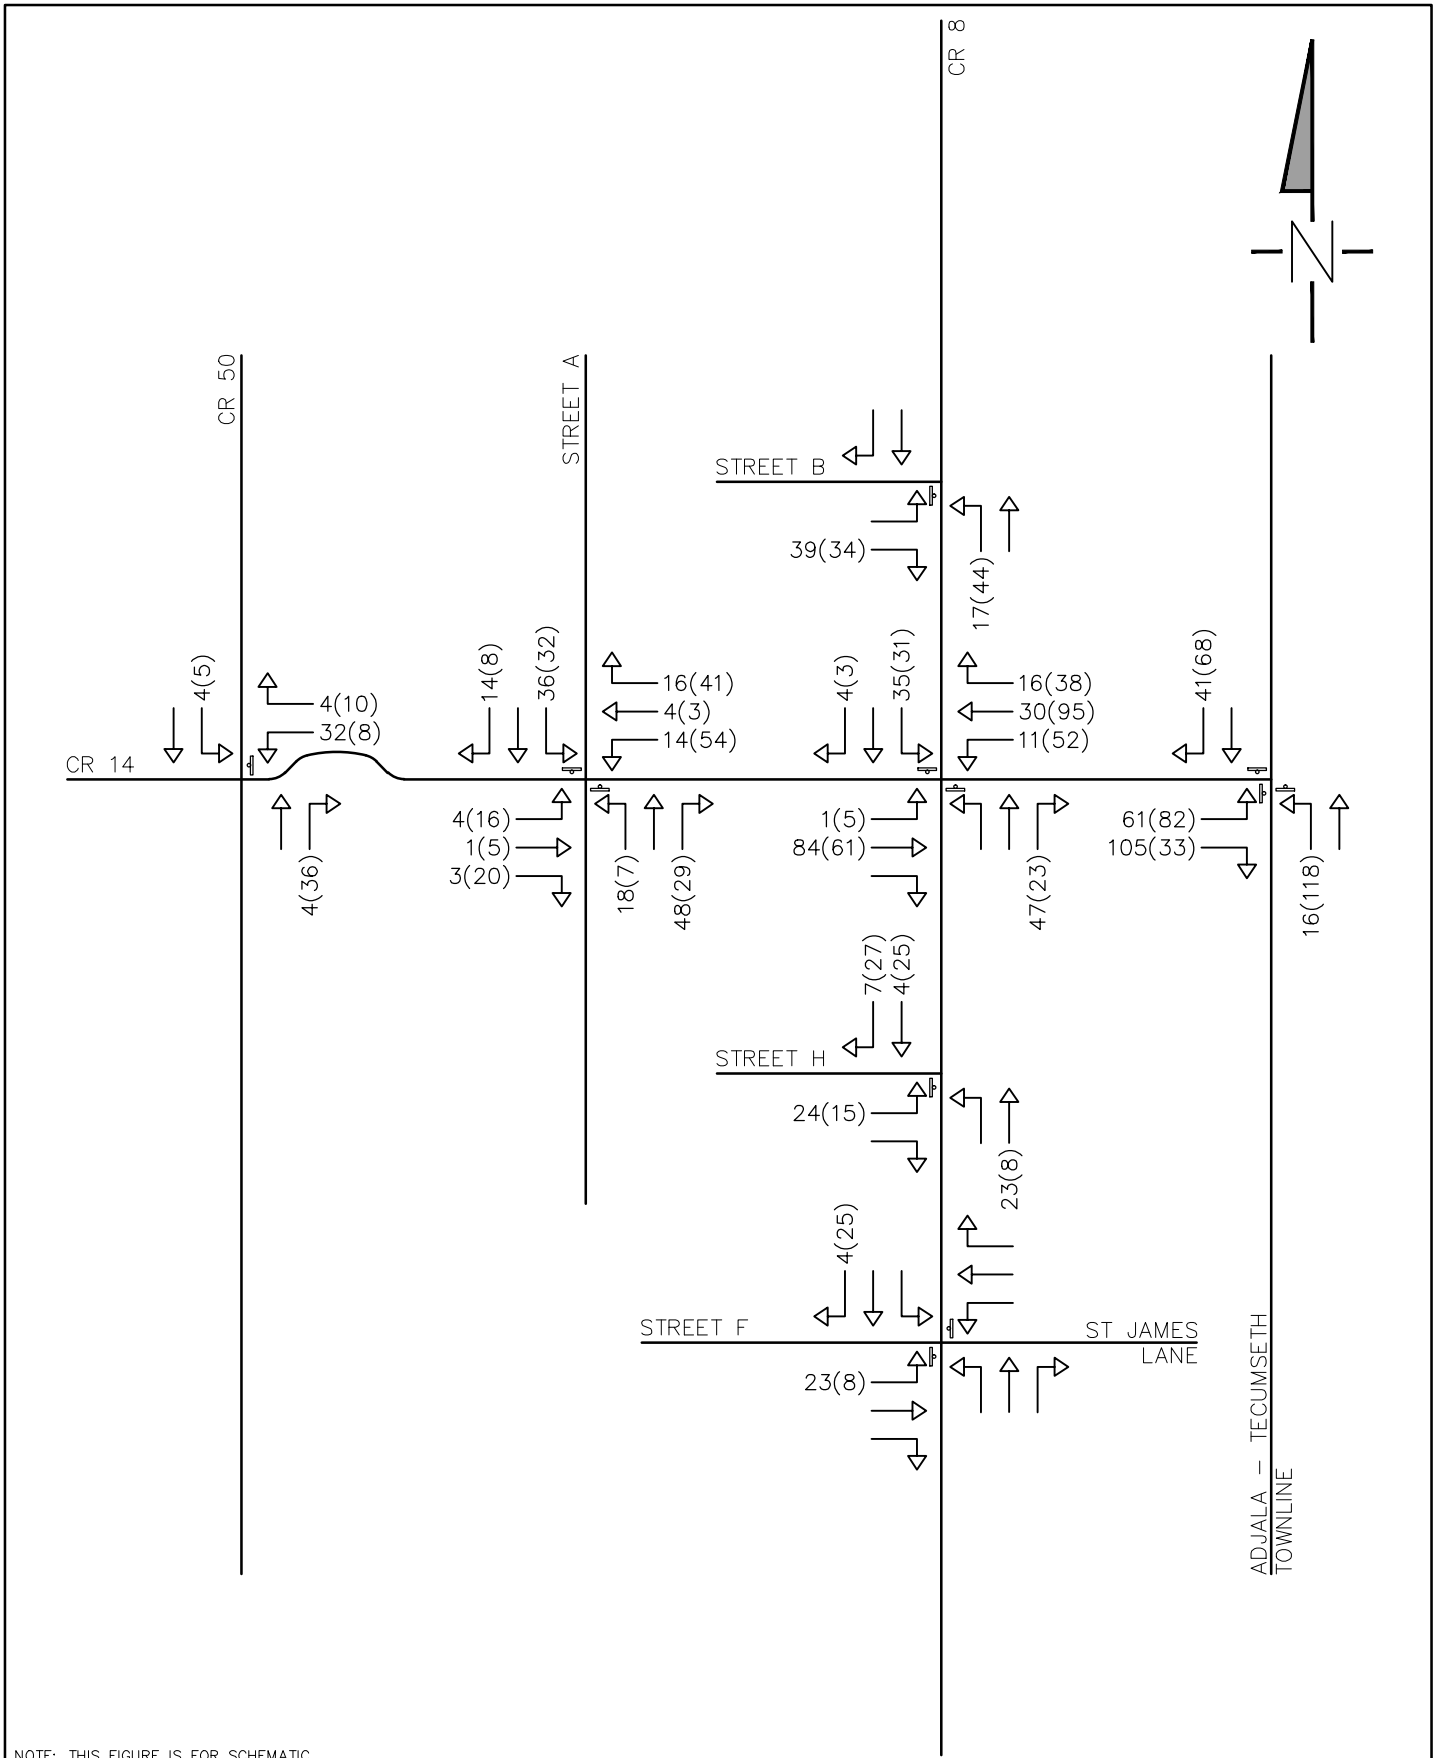 CR 8
N
CR 50
STREET A
STREET B
39(34)
17(44)
4(5)
4(10)
32(8)
CR 14
4(36)
14(8)
36(32)
16(41)
4(3)
14(54)
4(16)
1(5)
3(20)
18(7)
48(29)
4(3)
35(31)
16(38)
30(95)
11(52)
1(5)
84(61)
47(23)
41(68)
61(82)
105(33)
16(118)
7(27)
4(25)
STREET H
24(15)
23(8)
4(25)
STREET F
ST JAMES
LANE
23(8)
ADJALA - TECUMSETH
TOWNLINE
NOTE: THIS FIGURE IS FOR SCHEMATIC